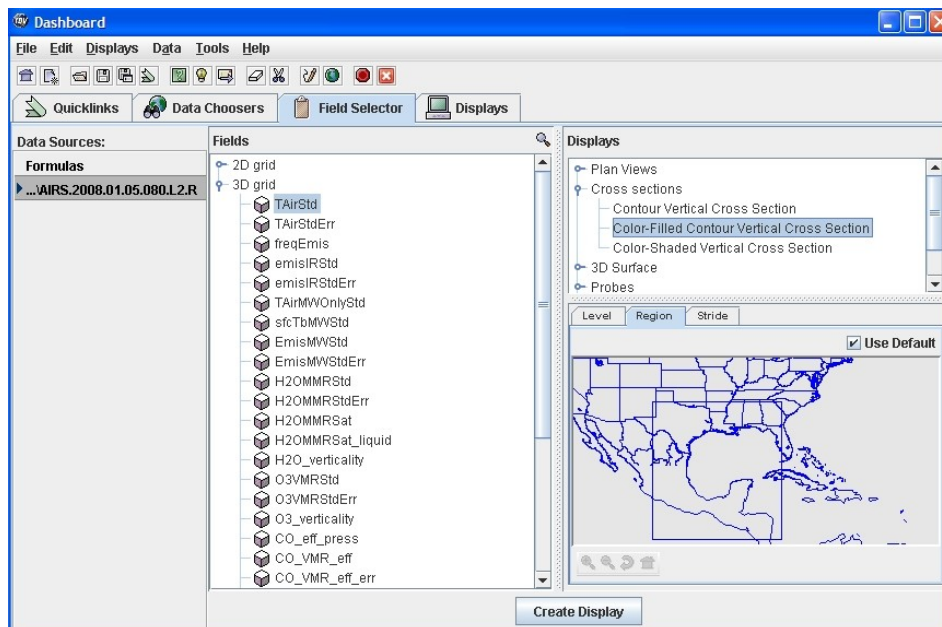 IDV Dashboard
File Edit Displays Data Tools Help
Quicklinks Data Choosers Field Selector Displays
Data Sources:
Formulas
...\AIRS.2008.01.05.080.L2.R
Fields
2D grid
3D grid
TAirStd
TAirStdErr
freqEmis
emisIRStd
emisIRStdErr
TAirMWOnlyStd
sfcTbMWStd
EmisMWStd
EmisMWStdErr
H2OMMRStd
H2OMMRStdErr
H2OMMRSat
H2OMMRSat_liquid
H2O_verticality
O3VMRStd
O3VMRStdErr
O3_verticality
CO_eff_press
CO_VMR_eff
CO_VMR_eff_err
Displays
Plan Views
Cross sections
Contour Vertical Cross Section
Color-Filled Contour Vertical Cross Section
Color-Shaded Vertical Cross Section
3D Surface
Probes
Level Region Stride
Use Default
Create Display